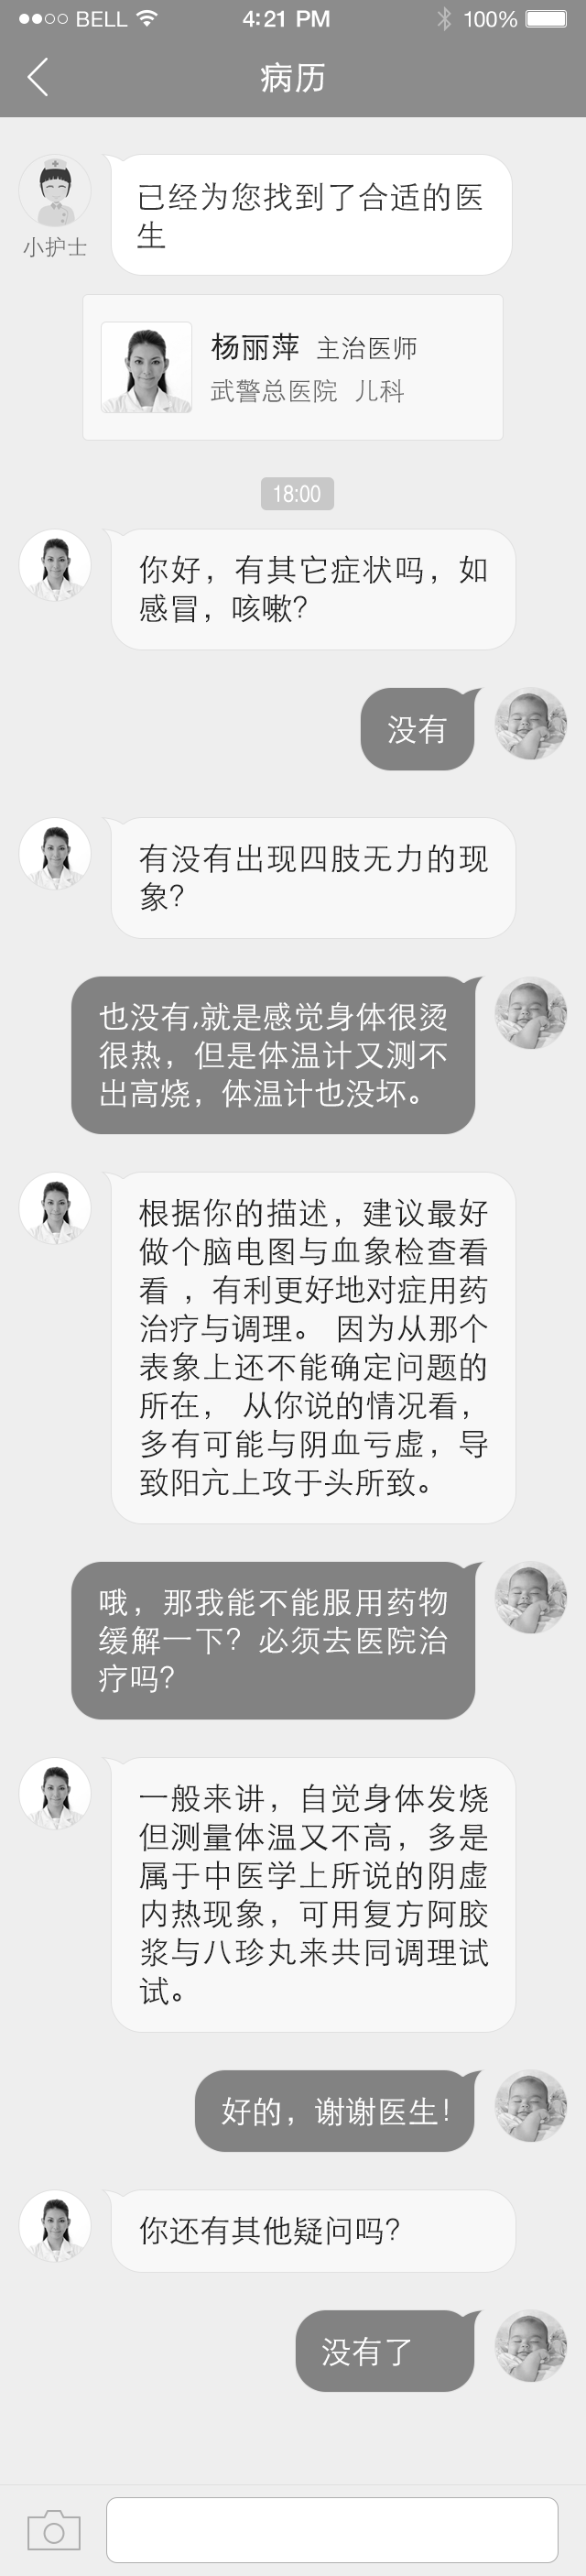 BELL 4:21 PM 100%
病历
已经为您找到了合适的医
生
小护士
杨丽萍 主治医师
武警总医院 儿科
18:00
你好，有其它症状吗，如
感冒，咳嗽？
没有
有没有出现四肢无力的现
象？
也没有,就是感觉身体很烫
很热，但是体温计又测不
出高烧，体温计也没坏。
根据你的描述，建议最好
做个脑电图与血象检查看
看 ，有利更好地对症用药
治疗与调理。 因为从那个
表象上还不能确定问题的
所在， 从你说的情况看，
多有可能与阴血亏虚，导
致阳亢上攻于头所致。
哦，那我能不能服用药物
缓解一下？必须去医院治
疗吗？
一般来讲，自觉身体发烧
但测量体温又不高，多是
属于中医学上所说的阴虚
内热现象，可用复方阿胶
浆与八珍丸来共同调理试
试。
好的，谢谢医生！
你还有其他疑问吗？
没有了